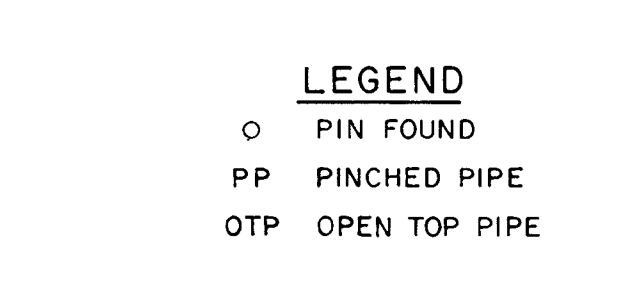 LEGEND
○ PIN FOUND
PP PINCHED PIPE
OTP OPEN TOP PIPE